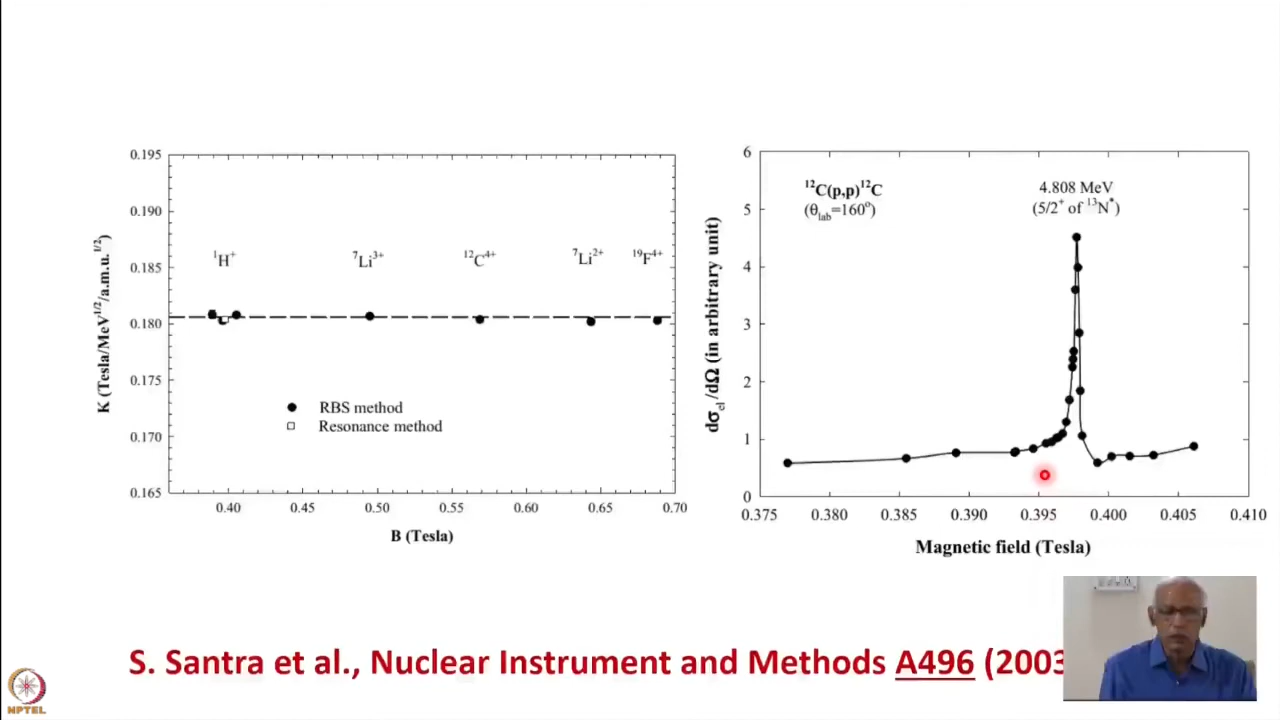 0.195
0.190
0.185
0.180
0.175
0.170
0.165
K (Tesla/MeV^1/2/a.m.u.^1/2)
¹H⁺
⁷Li³⁺
¹²C⁴⁺
⁷Li²⁺
¹⁹F⁴⁺
RBS method
Resonance method
0.40 0.50 0.55 0.60 0.65 0.70
B (Tesla)
6
5
4
3
2
1
0
dσ_el/dΩ (in arbitrary unit)
¹²C(p,p)¹²C
(θ_lab=160°)
4.808 MeV
(5/2⁺ of ¹³N*)
0.375 0.380 0.385 0.390 0.395 0.400 0.405 0.410
Magnetic field (Tesla)
S. Santra et al., Nuclear Instrument and Methods A496 (2003
NPTEL